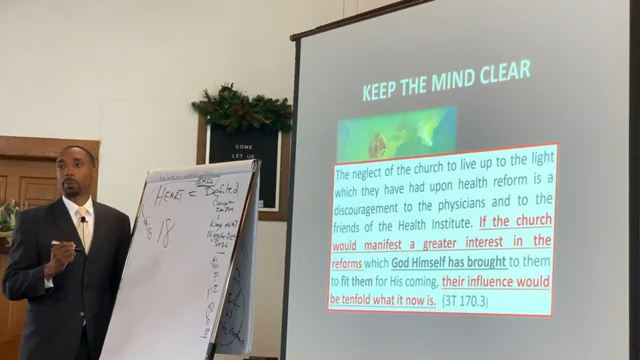 COME
LET US
HEART = Defiled
18
KEEP THE MIND CLEAR
The neglect of the church to live up to the light
which they have had upon health reform is a
discouragement to the physicians and to the
friends of the Health Institute. If the church
would manifest a greater interest in the
reforms which God Himself has brought to them
to fit them for His coming, their influence would
be tenfold what it now is. {3T 170.3}